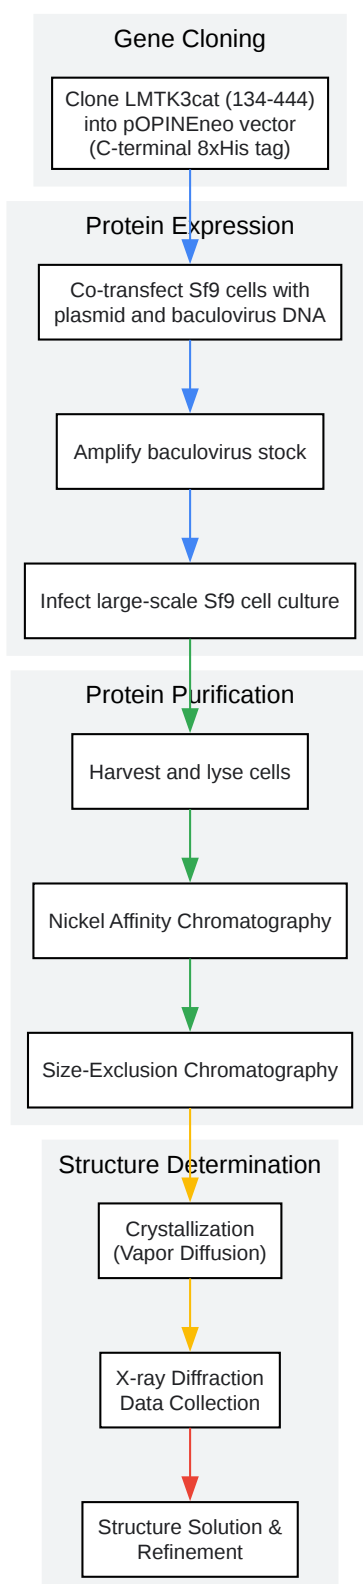 Gene Cloning
Clone LMTK3cat (134-444)
into pOPINEneo vector
(C-terminal 8xHis tag)
Protein Expression
Co-transfect Sf9 cells with
plasmid and baculovirus DNA
Amplify baculovirus stock
Infect large-scale Sf9 cell culture
Protein Purification
Harvest and lyse cells
Nickel Affinity Chromatography
Size-Exclusion Chromatography
Structure Determination
Crystallization
(Vapor Diffusion)
X-ray Diffraction
Data Collection
Structure Solution &
Refinement